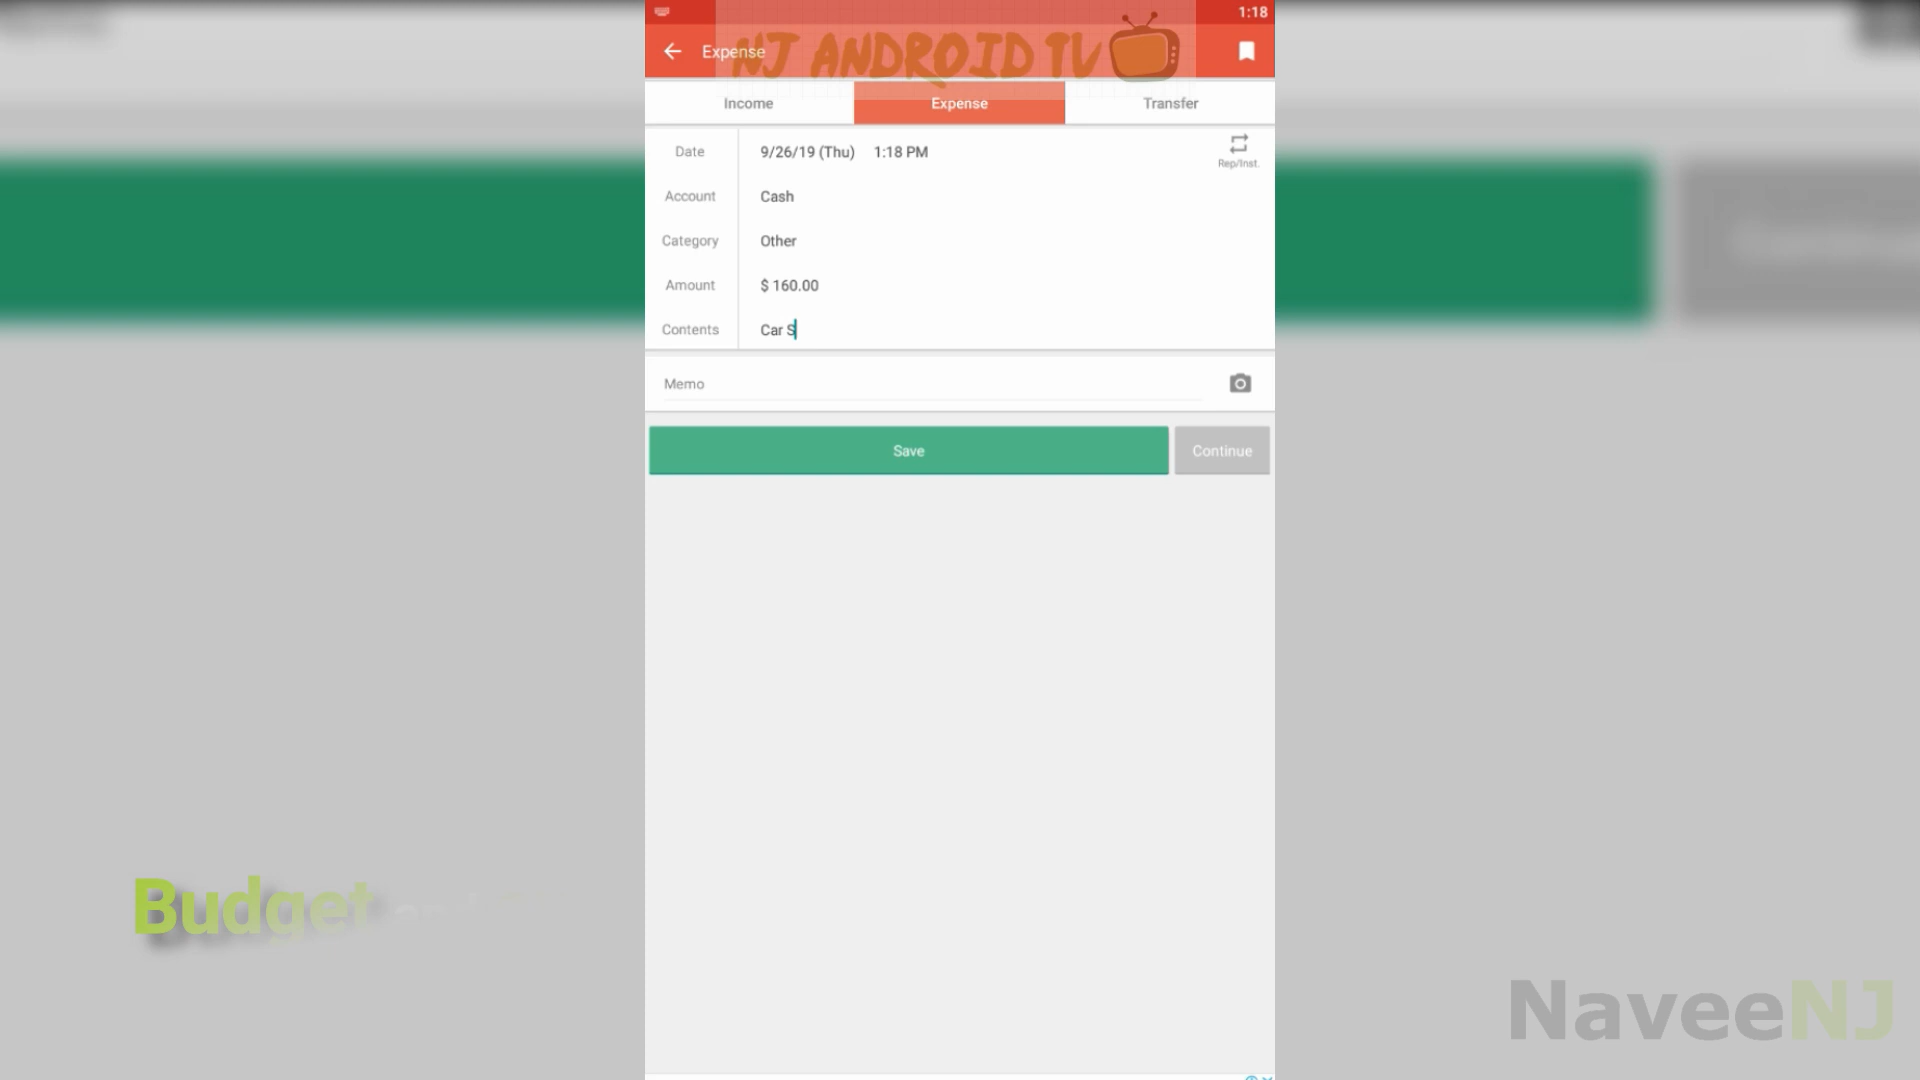 1:18
Expense
NJ ANDROID TV
Income
Expense
Transfer
Date
9/26/19 (Thu) 1:18 PM
Rep/Inst.
Account
Cash
Category
Other
Amount
$ 160.00
Contents
Car S
Memo
Save
Continue
Budget and
NaveeNJ